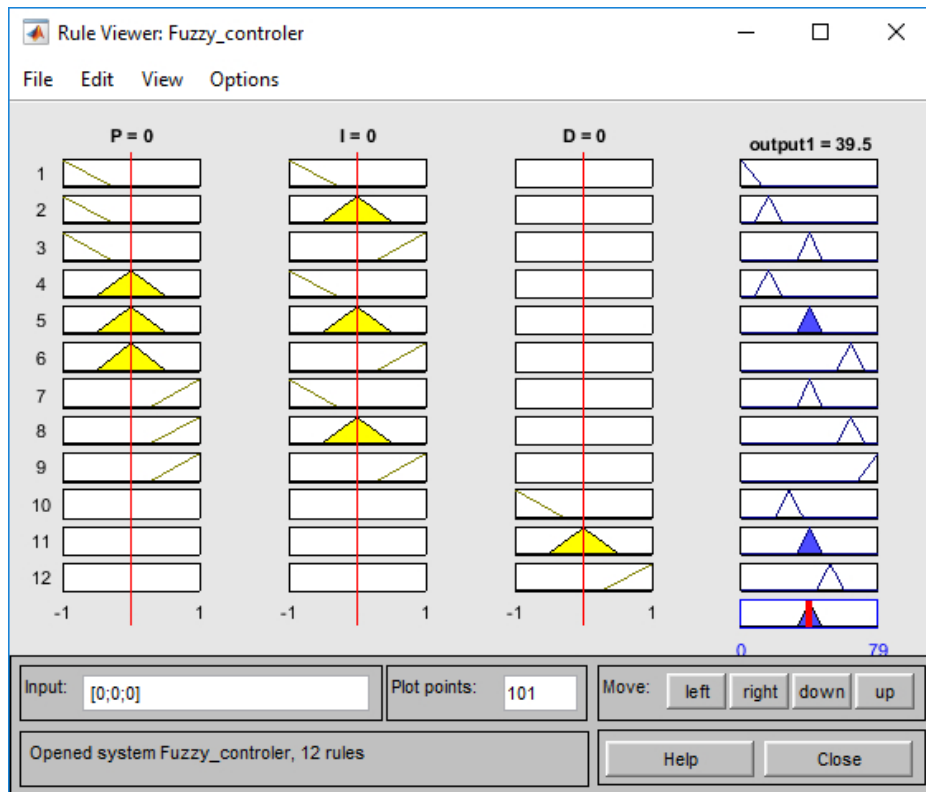 Rule Viewer: Fuzzy_controler
File Edit View Options
P = 0 I = 0 D = 0 output1 = 39.5
1
2
3
4
5
6
7
8
9
10
11
12
-1 1 -1 1 -1 1
0 79
Input: [0;0;0] Plot points: 101 Move: left right down up
Opened system Fuzzy_controler, 12 rules Help Close